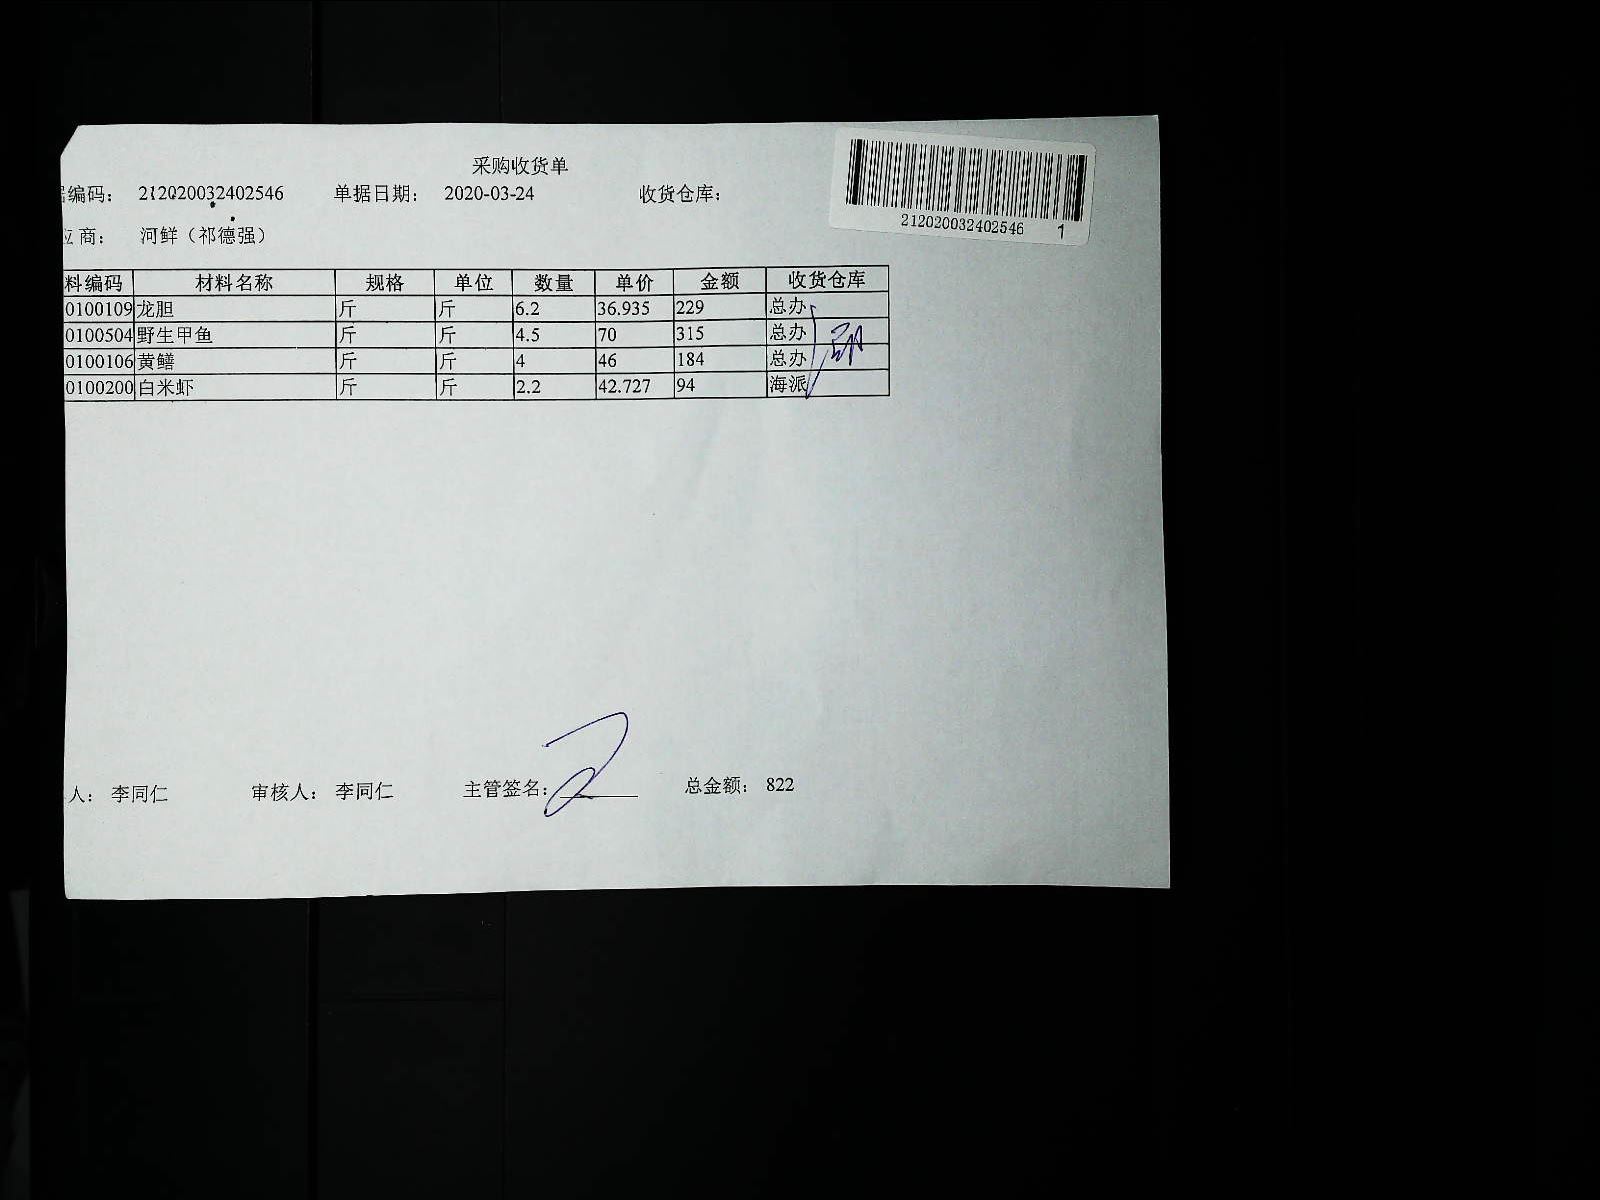 采购收货单
编码： 212020032402546 单据日期： 2020-03-24 收货仓库：
212020032402546 1
商： 河鲜（祁德强）
料编码 材料名称 规格 单位 数量 单价 金额 收货仓库
0100109 龙胆 斤 斤 6.2 36.935 229 总办
0100504 野生甲鱼 斤 斤 4.5 70 315 总办
0100106 黄鳝 斤 斤 4 46 184 总办
0100200 白米虾 斤 斤 2.2 42.727 94 海派
人： 李同仁 审核人： 李同仁 主管签名： 总金额： 822